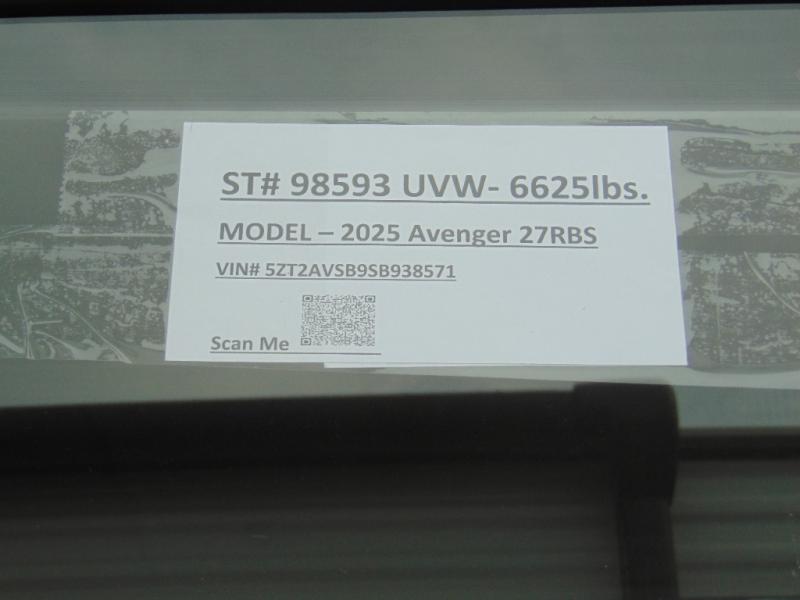 ST# 98593 UVW- 6625lbs.
MODEL – 2025 Avenger 27RBS
VIN# 5ZT2AVSB9SB938571
Scan Me